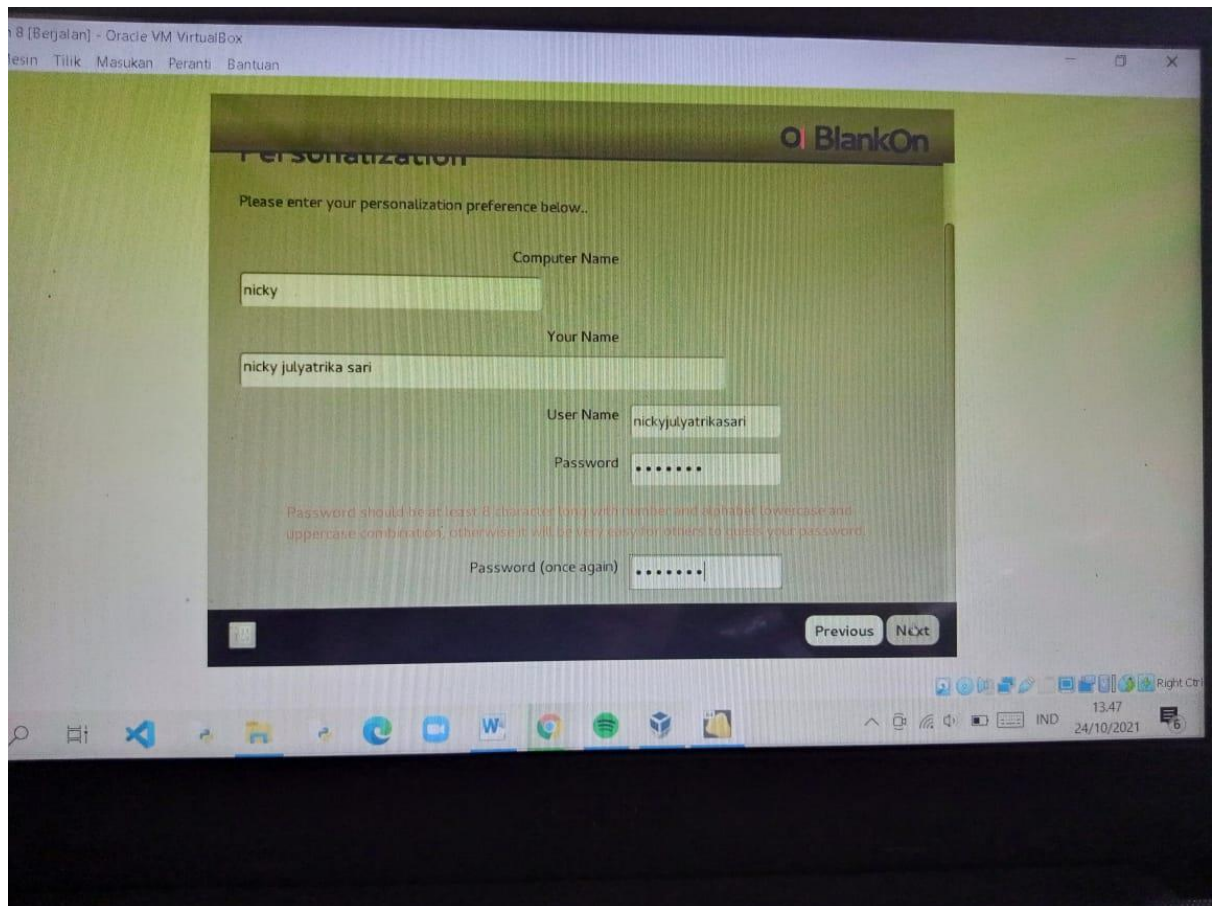 8 [Berjalan] - Oracle VM VirtualBox
Tilik Masukan Peranti Bantuan
BlankOn
Personalization
Please enter your personalization preference below..
Computer Name
nicky
Your Name
nicky julyatrika sari
User Name nickyjulyatrikasari
Password
Password should be at least 8 character long with number and alphabet lowercase and
uppercase combination, otherwise it will be very easy for others to guess your password.
Password (once again)
Previous Next
Right Ctrl
IND 13.47
24/10/2021
6